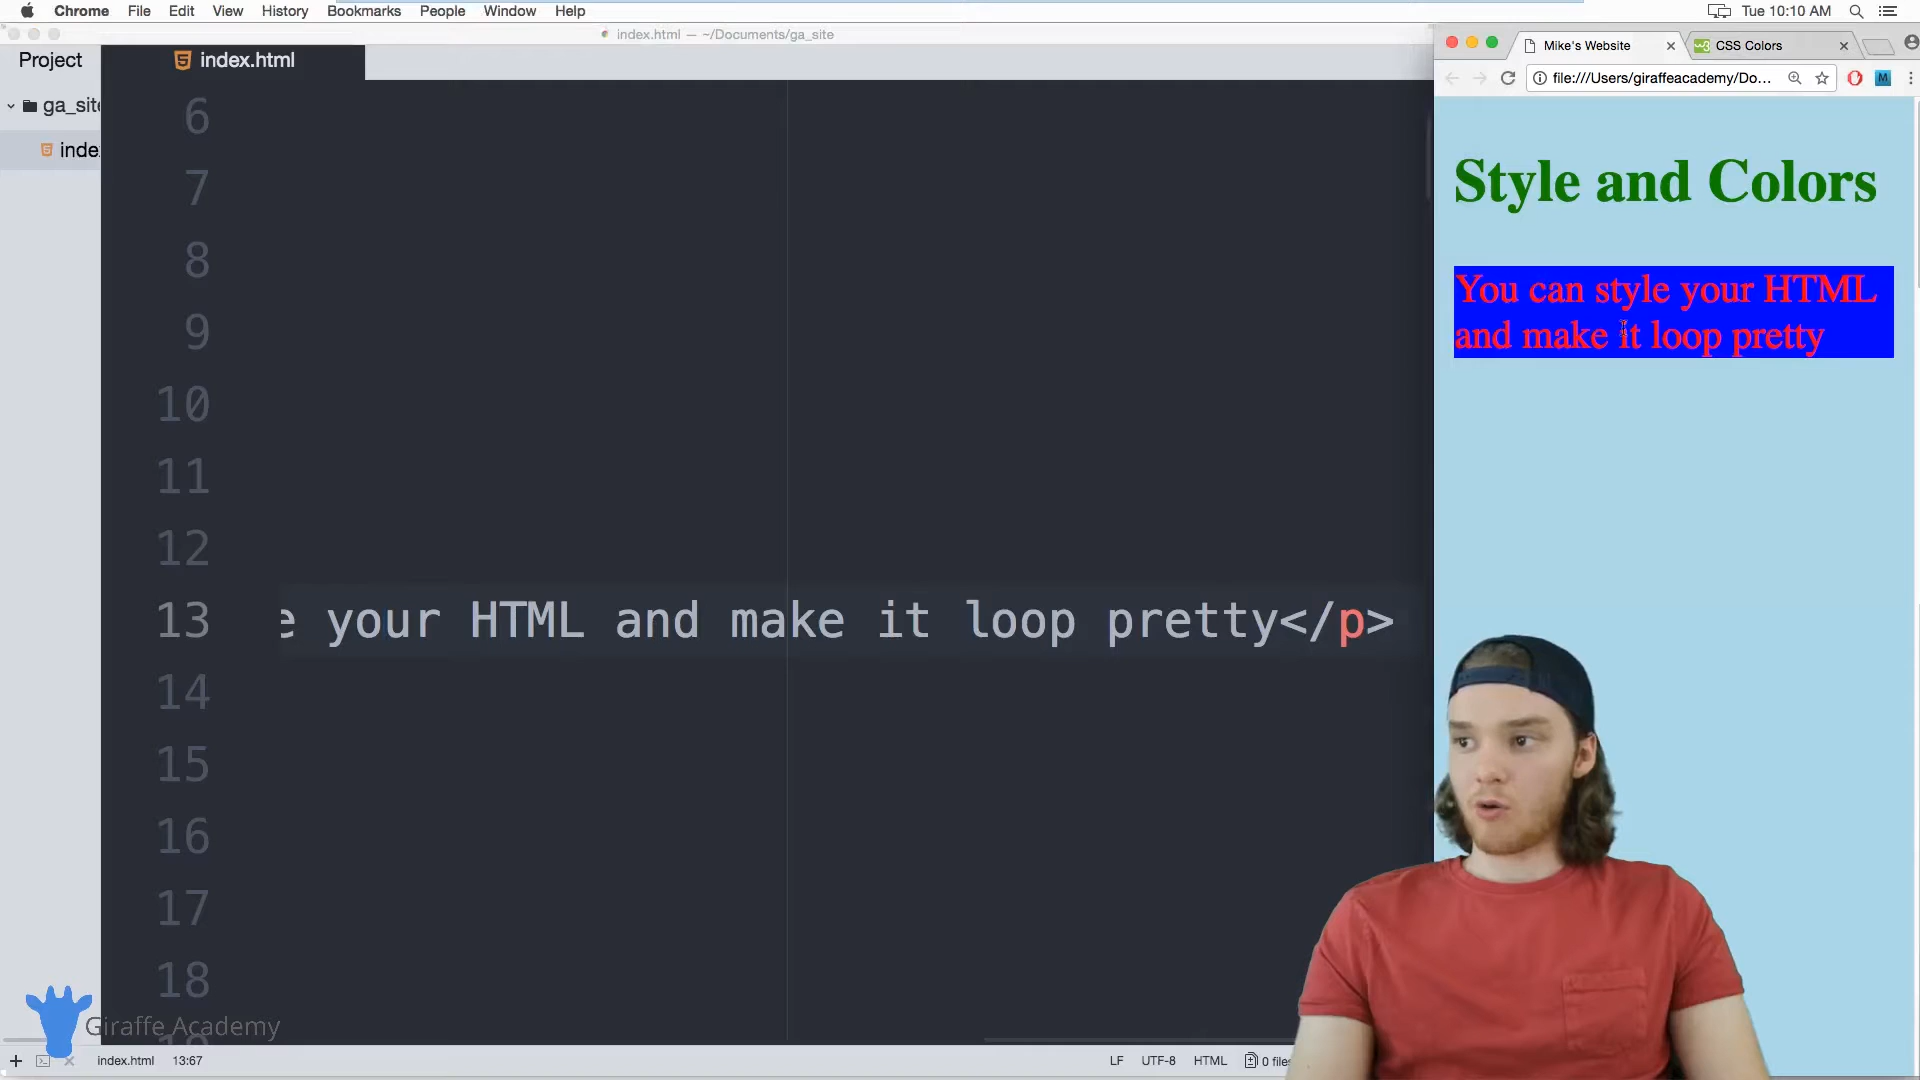 Chrome File Edit View History Bookmarks People Window Help
Tue 10:10 AM
index.html — ~/Documents/ga_site
Project
index.html
ga_site
inde
6
7
8
9
10
11
12
13 e your HTML and make it loop pretty</p>
14
15
16
17
18
Giraffe Academy
index.html 13:67
LF UTF-8 HTML 0 files
Mike's Website
CSS Colors
file:///Users/giraffeacademy/Do...
Style and Colors
You can style your HTML
and make it loop pretty